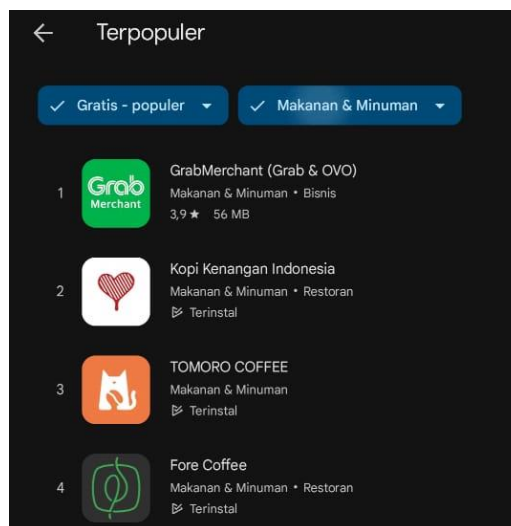 Terpopuler
Gratis - populer
Makanan & Minuman
1
Grab
Merchant
GrabMerchant (Grab & OVO)
Makanan & Minuman • Bisnis
3,9★ 56 MB
2
Kopi Kenangan Indonesia
Makanan & Minuman • Restoran
Terinstal
3
TOMORO COFFEE
Makanan & Minuman
Terinstal
4
Fore Coffee
Makanan & Minuman • Restoran
Terinstal